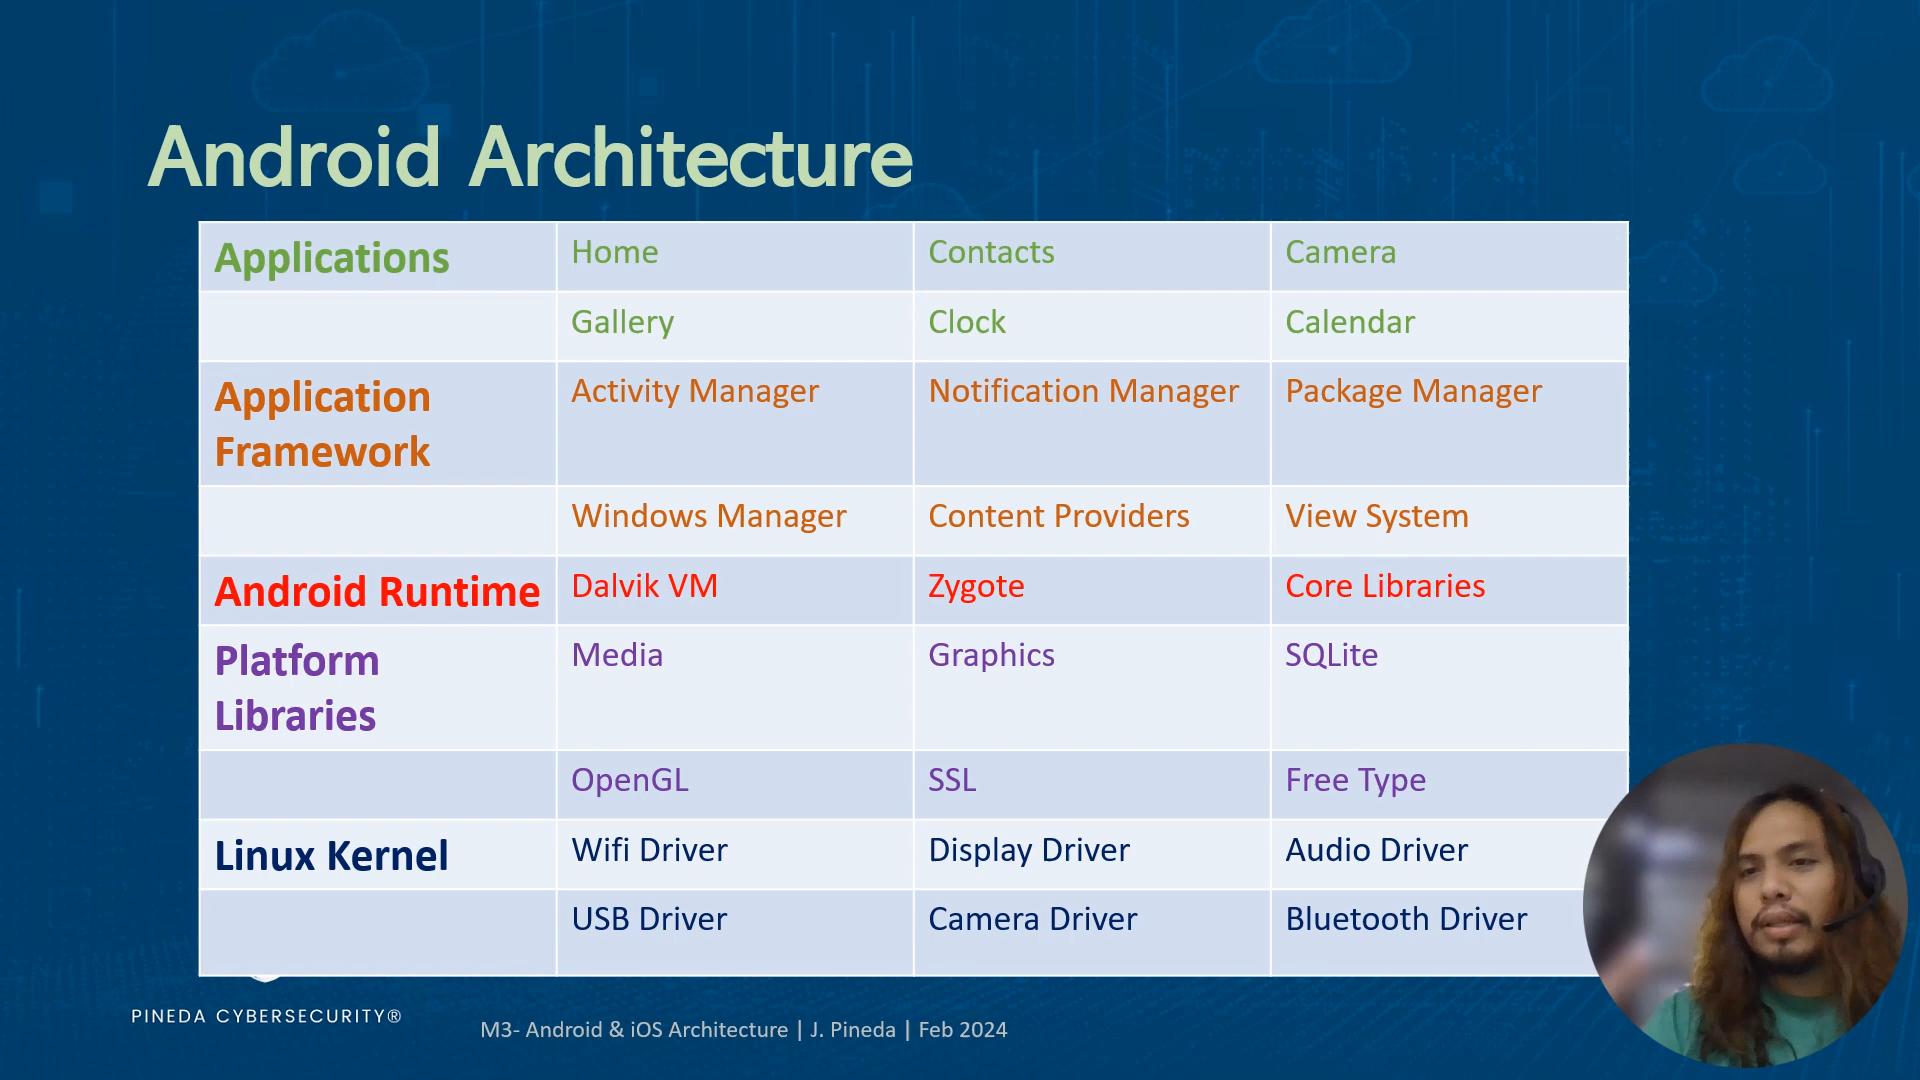 Android Architecture
Applications Home Contacts Camera
Gallery Clock Calendar
Application Framework Activity Manager Notification Manager Package Manager
Windows Manager Content Providers View System
Android Runtime Dalvik VM Zygote Core Libraries
Platform Libraries Media Graphics SQLite
OpenGL SSL Free Type
Linux Kernel Wifi Driver Display Driver Audio Driver
USB Driver Camera Driver Bluetooth Driver
PINEDA CYBERSECURITY®
M3- Android & iOS Architecture | J. Pineda | Feb 2024